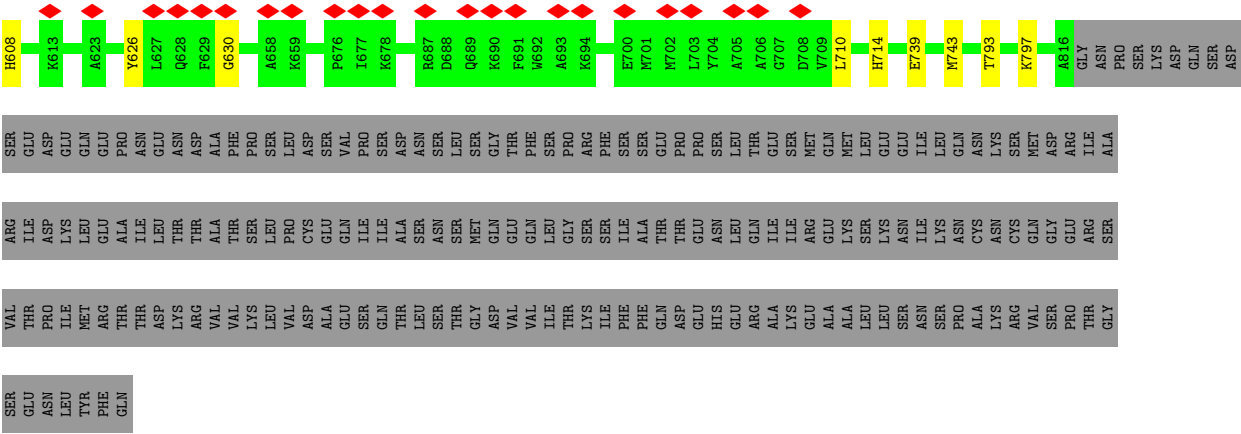 H608 K613 A623 Y626 L627 Q628 F629 G630 A658 K659 P676 I677 K678 R687 D688 Q689 K690 F691 W692 A693 K694 E700 M701 M702 L703 Y704 A705 A706 G707 D708 V709 L710 H714 E739 M743 T793 K797 A816 GLY ASN PRO SER LYS ASP GLN SER ASP
SER GLU ASP GLU GLN GLU PRO ASN GLU ASN ASP ALA PHE PRO SER LEU ASP SER VAL PRO SER ASP ASN SER LEU SER GLY THR PHE SER PRO ARG PHE SER SER GLU PRO PRO SER LEU THR GLU SER MET GLN MET LEU GLU GLU ILE LEU GLN ASN LYS SER MET ASP ARG ILE ALA
ARG ILE ASP LYS LEU GLU ALA ILE LEU THR THR ALA THR SER LEU PRO CYS GLU GLN ILE ILE ALA SER ASN SER MET GLN GLU GLN LEU GLY SER SER ILE ALA THR THR GLU ASN LEU GLN ILE ILE ARG GLU LYS SER LYS ASN ILE LYS ASN CYS ASN CYS GLN GLY GLU ARG SER
VAL THR PRO ILE MET ARG THR THR ASP LYS ARG VAL VAL LYS LEU VAL ASP ALA GLU SER GLN THR LEU SER THR GLY ASP VAL VAL ILE THR LYS ILE PHE PHE GLN ASP GLU HIS GLU ARG ALA LYS GLU ALA ALA LEU LEU SER ASN SER PRO ALA LYS ARG VAL SER PRO THR GLY
SER GLU ASN LEU TYR PHE GLN